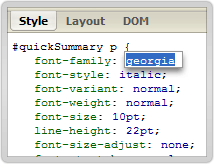 Style Layout DOM
#quickSummary p {
font-family: georgia
font-style: italic;
font-variant: normal;
font-weight: normal;
font-size: 10pt;
line-height: 22pt;
font-size-adjust: none;